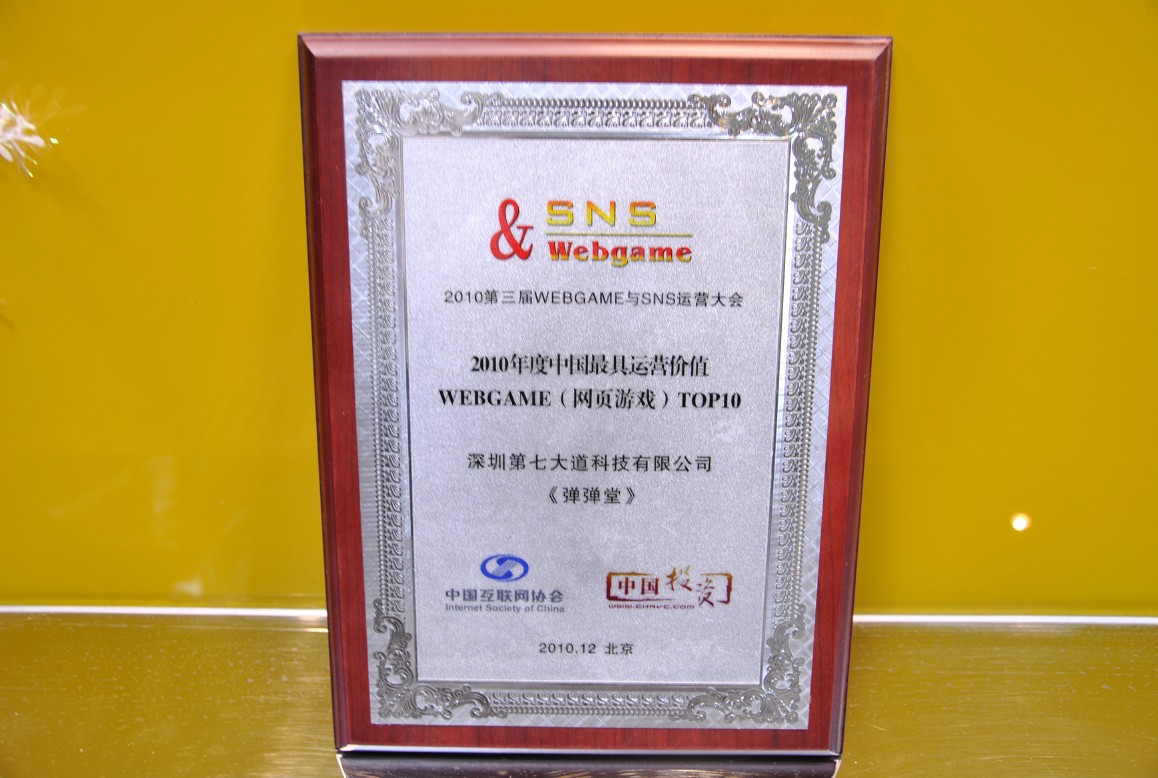 & SNS
Webgame
2010第三届WEBGAME与SNS运营大会
2010年度中国最具运营价值
WEBGAME（网页游戏）TOP10
深圳第七大道科技有限公司
《弹弹堂》
中国互联网协会
Internet Society of China
中国投资
www.chnvc.com
2010.12 北京